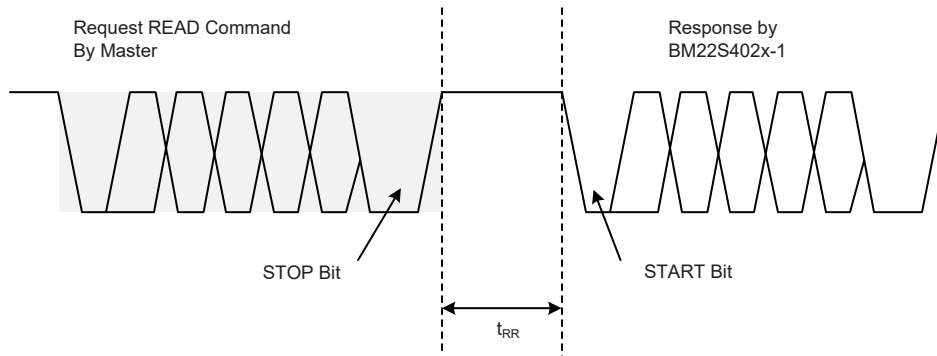 Request READ Command
By Master
Response by
BM22S402x-1
STOP Bit
START Bit
tRR